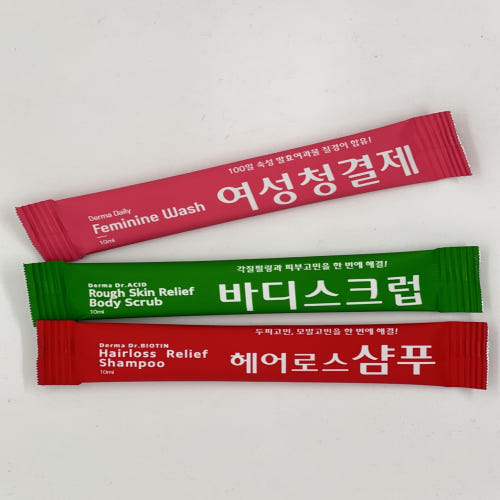 100일 숙성 발효여과물 질경이 함유!
Derma Daily
Feminine Wash
10ml
여성청결제
각질필링과 피부고민을 한 번에 해결!
Derma Dr.ACID
Rough Skin Relief
Body Scrub
10ml
바디스크럽
두피고민, 모발고민을 한 번에 해결!
Derma Dr.BIOTIN
Hairloss Relief
Shampoo
10ml
헤어로스샴푸